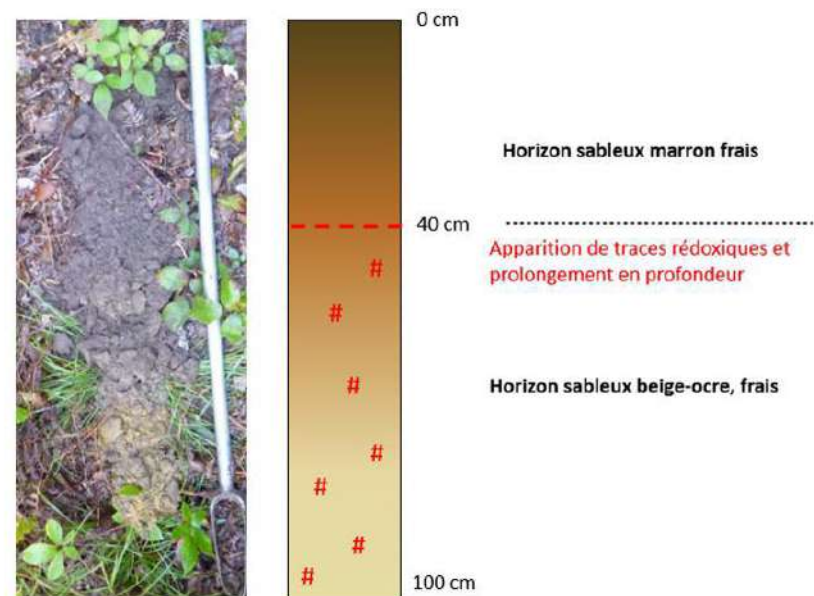 0 cm
Horizon sableux marron frais
40 cm
Apparition de traces rédoxiques et
prolongement en profondeur
#
#
#
Horizon sableux beige-ocre, frais
#
#
#
#
100 cm